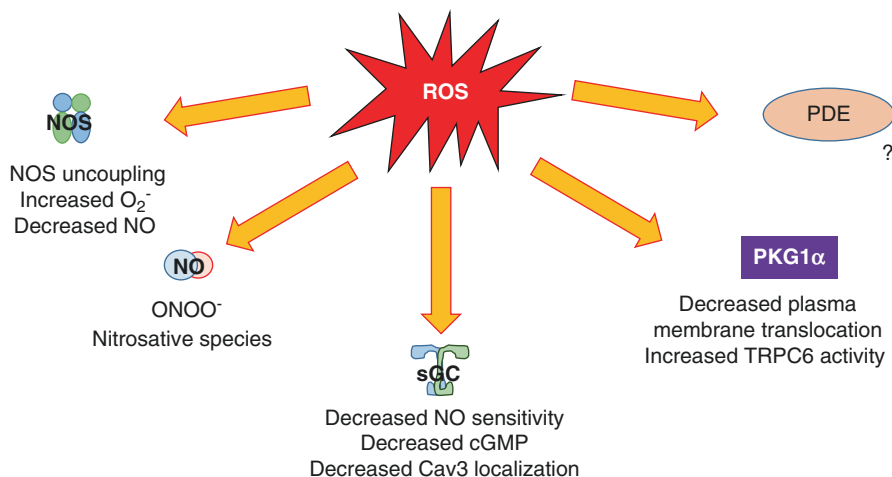 ROS
NOS
NOS uncoupling
Increased O₂⁻
Decreased NO
NO
ONOO⁻
Nitrosative species
sGC
Decreased NO sensitivity
Decreased cGMP
Decreased Cav3 localization
PKG1α
Decreased plasma
membrane translocation
Increased TRPC6 activity
PDE
?